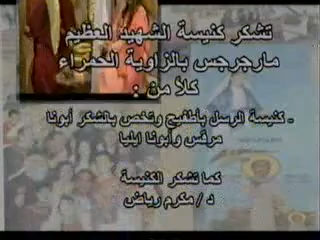 تشكر كنيسة الشهيد العظيم
مارجرجس بالزاوية الحمراء
كلاً من :
- كنيسة الرسل بأطفيح وتخص بالشكر أبونا
مرقس وأبونا ايليا
كما تشكر الكنيسة
د / مكرم رياض